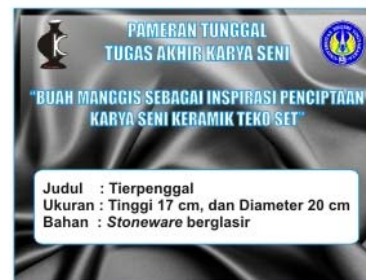 PAMERAN TUNGGAL
TUGAS AKHIR KARYA SENI
"BUAH MANGGIS SEBAGAI INSPIRASI PENCIPTAAN
KARYA SENI KERAMIK TEKO SET"
Judul : Tierpenggal
Ukuran : Tinggi 17 cm, dan Diameter 20 cm
Bahan : Stoneware berglasir